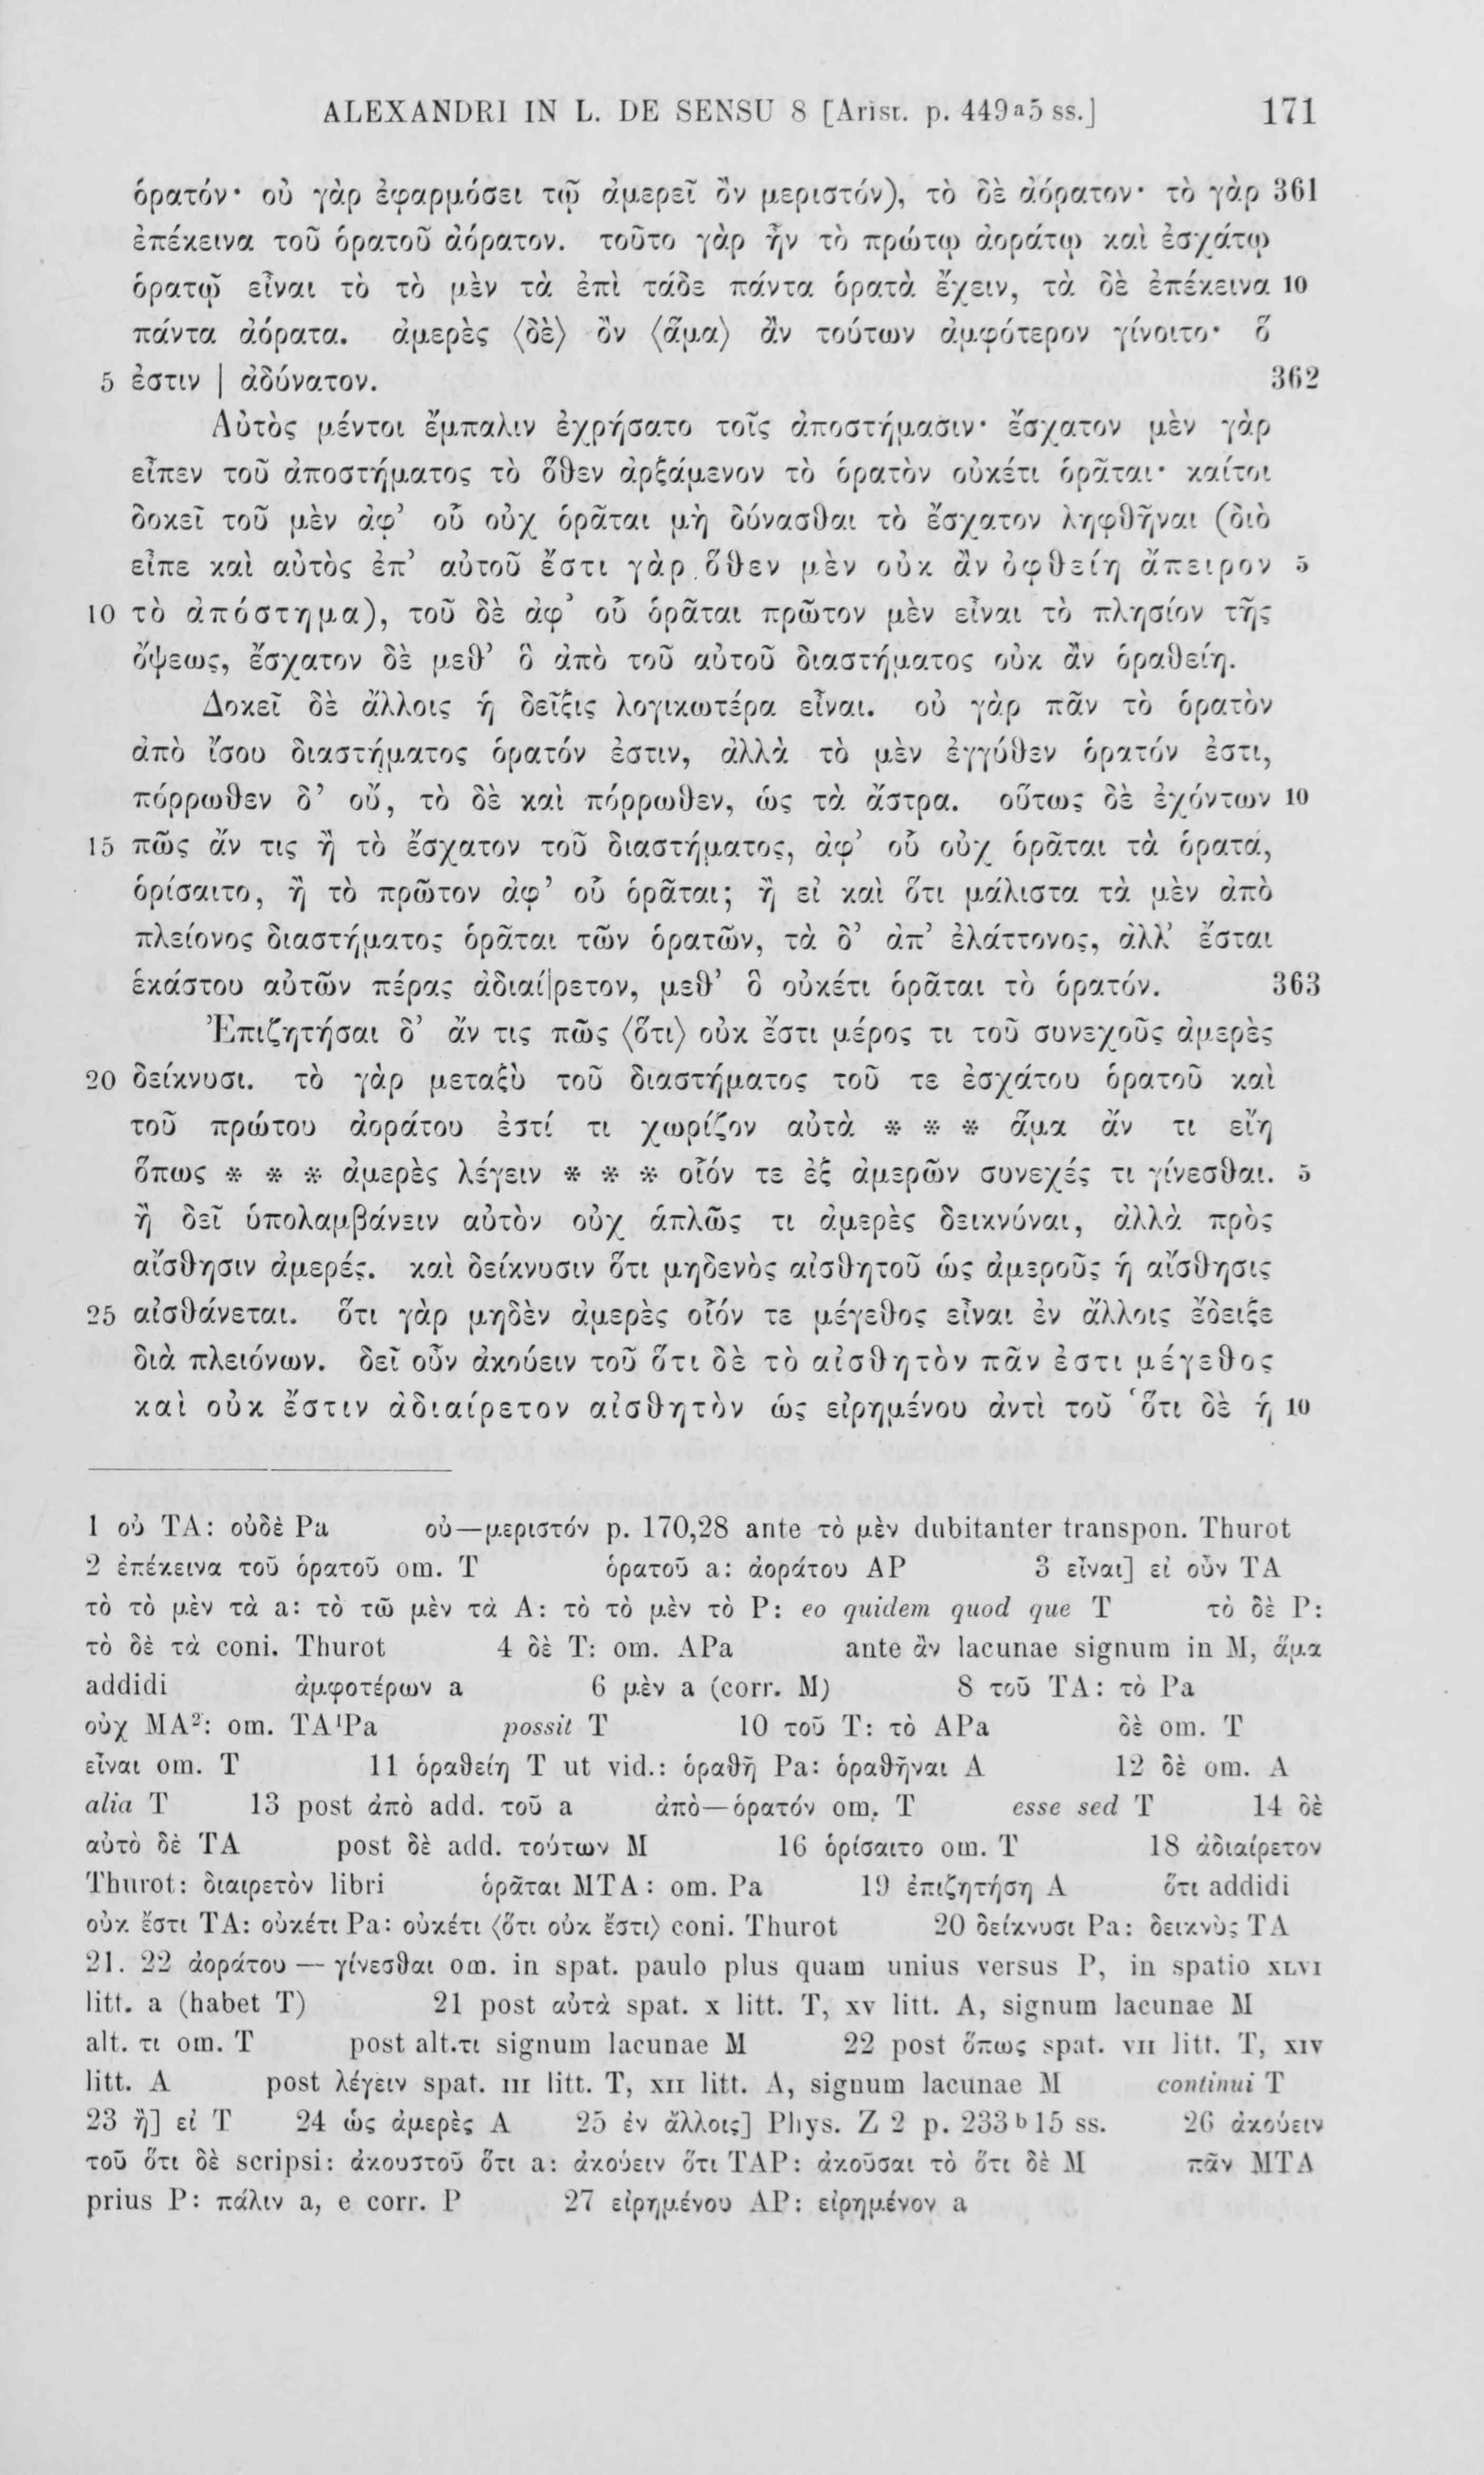 ALEXANDRI IN L. DE SENSU 8 [Arist. p. 449ᵃ5 ss.] 171
ὁρατόν· οὐ γὰρ ἐφαρμόσει τῷ ἀμερεῖ ὂν μεριστόν), τὸ δὲ ἀόρατον· τὸ γὰρ 361
ἐπέκεινα τοῦ ὁρατοῦ ἀόρατον. τοῦτο γὰρ ἦν τὸ πρώτῳ ἀοράτῳ καὶ ἐσχάτῳ
ὁρατῷ εἶναι τὸ τὸ μὲν τὰ ἐπὶ τάδε πάντα ὁρατὰ ἔχειν, τὰ δὲ ἐπέκεινα 10
πάντα ἀόρατα. ἀμερὲς ⟨δὲ⟩ ὂν ⟨ἅμα⟩ ἂν τούτων ἀμφότερον γίνοιτο· ὅ
5 ἐστιν | ἀδύνατον. 362
Αὐτὸς μέντοι ἔμπαλιν ἐχρήσατο τοῖς ἀποστήμασιν· ἔσχατον μὲν γὰρ
εἶπεν τοῦ ἀποστήματος τὸ ὅθεν ἀρξάμενον τὸ ὁρατὸν οὐκέτι ὁρᾶται· καίτοι
δοκεῖ τοῦ μὲν ἀφ’ οὗ οὐχ ὁρᾶται μὴ δύνασθαι τὸ ἔσχατον ληφθῆναι (διὸ
εἶπε καὶ αὐτὸς ἐπ’ αὐτοῦ ἔστι γὰρ ὅθεν μὲν οὐκ ἂν ὀφθείη ἄπειρον 5
10 τὸ ἀπόστημα), τοῦ δὲ ἀφ’ οὗ ὁρᾶται πρῶτον μὲν εἶναι τὸ πλησίον τῆς
ὄψεως, ἔσχατον δὲ μεθ’ ὃ ἀπὸ τοῦ αὐτοῦ διαστήματος οὐκ ἂν ὁραθείη.
Δοκεῖ δὲ ἄλλοις ἡ δεῖξις λογικωτέρα εἶναι. οὐ γὰρ πᾶν τὸ ὁρατὸν
ἀπὸ ἴσου διαστήματος ὁρατόν ἐστιν, ἀλλὰ τὸ μὲν ἐγγύθεν ὁρατόν ἐστι,
πόρρωθεν δ’ οὔ, τὸ δὲ καὶ πόρρωθεν, ὡς τὰ ἄστρα. οὕτως δὲ ἐχόντων 10
15 πῶς ἄν τις ἢ τὸ ἔσχατον τοῦ διαστήματος, ἀφ’ οὗ οὐχ ὁρᾶται τὰ ὁρατά,
ὁρίσαιτο, ἢ τὸ πρῶτον ἀφ’ οὗ ὁρᾶται; ἢ εἰ καὶ ὅτι μάλιστα τὰ μὲν ἀπὸ
πλείονος διαστήματος ὁρᾶται τῶν ὁρατῶν, τὰ δ’ ἀπ’ ἐλάττονος, ἀλλ’ ἔσται
ἑκάστου αὐτῶν πέρας ἀδιαί|ρετον, μεθ’ ὃ οὐκέτι ὁρᾶται τὸ ὁρατόν. 363
Ἐπιζητήσαι δ’ ἄν τις πῶς ⟨ὅτι⟩ οὐκ ἔστι μέρος τι τοῦ συνεχοῦς ἀμερὲς
20 δείκνυσι. τὸ γὰρ μεταξὺ τοῦ διαστήματος τοῦ τε ἐσχάτου ὁρατοῦ καὶ
τοῦ πρώτου ἀοράτου ἐστί τι χωρίζον αὐτὰ * * * ἅμα ἄν τι εἴη
ὅπως * * * ἀμερὲς λέγειν * * * οἷόν τε ἐξ ἀμερῶν συνεχές τι γίνεσθαι. 5
ἢ δεῖ ὑπολαμβάνειν αὐτὸν οὐχ ἁπλῶς τι ἀμερὲς δεικνύναι, ἀλλὰ πρὸς
αἴσθησιν ἀμερές. καὶ δείκνυσιν ὅτι μηδενὸς αἰσθητοῦ ὡς ἀμεροῦς ἡ αἴσθησις
25 αἰσθάνεται. ὅτι γὰρ μηδὲν ἀμερὲς οἷόν τε μέγεθος εἶναι ἐν ἄλλοις ἔδειξε
διὰ πλειόνων. δεῖ οὖν ἀκούειν τοῦ ὅτι δὲ τὸ αἰσθητὸν πᾶν ἐστι μέγεθος
καὶ οὐκ ἔστιν ἀδιαίρετον αἰσθητὸν ὡς εἰρημένου ἀντὶ τοῦ ‘ὅτι δὲ ἡ 10
1 οὐ TA: οὐδὲ Pa οὐ—μεριστόν p. 170,28 ante τὸ μὲν dubitanter transpon. Thurot
2 ἐπέκεινα τοῦ ὁρατοῦ om. T ὁρατοῦ a: ἀοράτου AP 3 εἶναι] εἰ οὖν TA
τὸ τὸ μὲν τὰ a: τὸ τῶ μὲν τὰ A: τὸ τὸ μὲν τὸ P: eo quidem quod que T τὸ δὲ P:
τὸ δὲ τὰ coni. Thurot 4 δὲ T: om. APa ante ἂν lacunae signum in M, ἅμα
addidi ἀμφοτέρων a 6 μὲν a (corr. M) 8 τοῦ TA: τὸ Pa
οὐχ MA²: om. TA¹Pa possit T 10 τοῦ T: τὸ APa δὲ om. T
εἶναι om. T 11 ὁραθείη T ut vid.: ὁραθῆ Pa: ὁραθῆναι A 12 δὲ om. A
alia T 13 post ἀπὸ add. τοῦ a ἀπὸ—ὁρατόν om. T esse sed T 14 δὲ
αὐτὸ δὲ TA post δὲ add. τούτων M 16 ὁρίσαιτο om. T 18 ἀδιαίρετον
Thurot: διαιρετὸν libri ὁρᾶται MTA: om. Pa 19 ἐπιζητήση A ὅτι addidi
οὐκ ἔστι TA: οὐκέτι Pa: οὐκέτι ⟨ὅτι οὐκ ἔστι⟩ coni. Thurot 20 δείκνυσι Pa: δεικνὺς TA
21. 22 ἀοράτου — γίνεσθαι om. in spat. paulo plus quam unius versus P, in spatio XLVI
litt. a (habet T) 21 post αὐτὰ spat. X litt. T, XV litt. A, signum lacunae M
alt. τι om. T post alt.τι signum lacunae M 22 post ὅπως spat. VII litt. T, XIV
litt. A post λέγειν spat. III litt. T, XII litt. A, signum lacunae M continui T
23 ἢ] εἰ T 24 ὡς ἀμερὲς A 25 ἐν ἄλλοις] Phys. Z 2 p. 233ᵇ15 ss. 26 ἀκούειν
τοῦ ὅτι δὲ scripsi: ἀκουστοῦ ὅτι a: ἀκούειν ὅτι TAP: ἀκοῦσαι τὸ ὅτι δὲ M πᾶν MTA
prius P: πάλιν a, e corr. P 27 εἰρημένου AP: εἰρημένον a